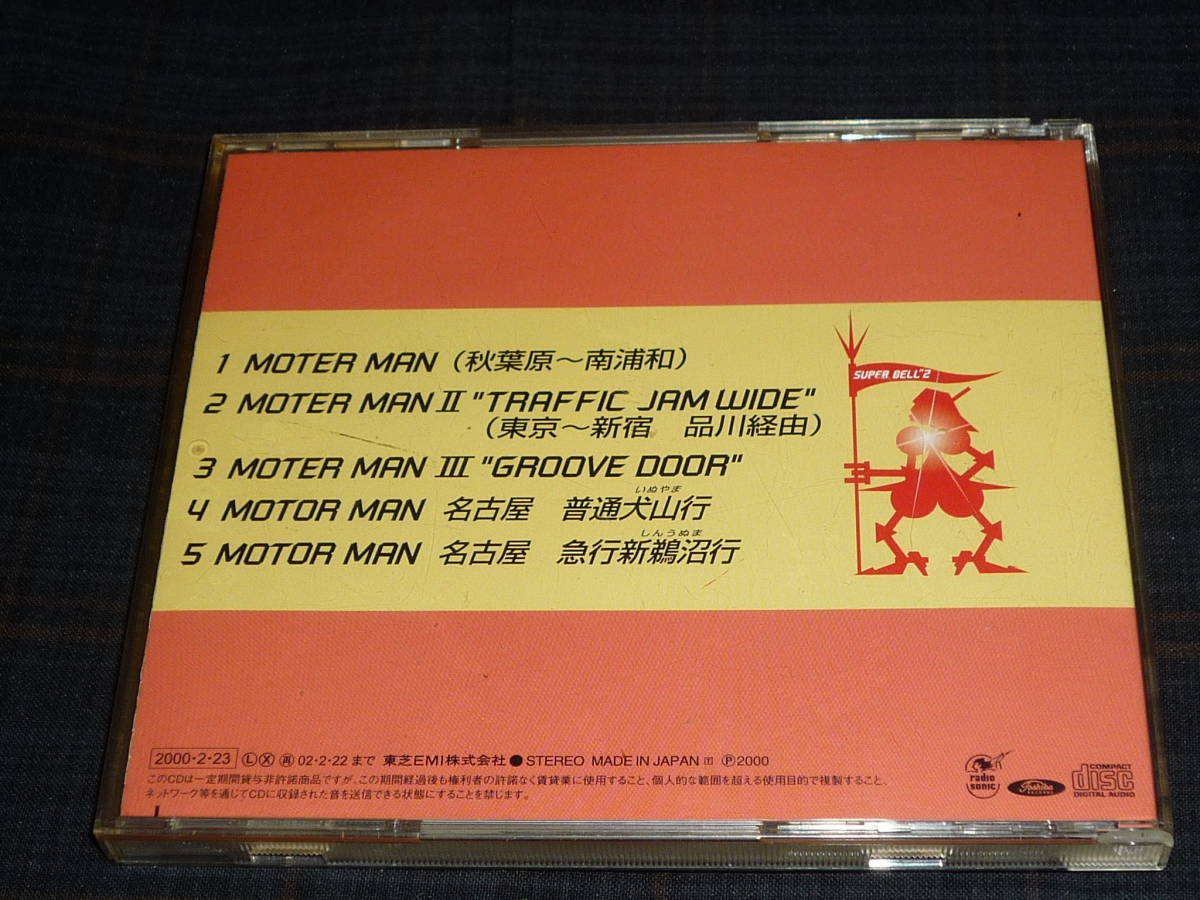 1 MOTER MAN (秋葉原〜南浦和)
2 MOTER MAN II "TRAFFIC JAM WIDE"
(東京〜新宿 品川経由)
3 MOTER MAN III "GROOVE DOOR"
いぬやま
4 MOTOR MAN 名古屋 普通犬山行
しんうぬま
5 MOTOR MAN 名古屋 急行新鵜沼行
SUPER BELL"Z
2000・2・23 Ⓛ Ⓧ ㊢ 02・2・22 まで 東芝EMI株式会社 ● STEREO MADE IN JAPAN Ⓟ2000
このCDは一定期間貸与非許諾商品ですが、この期間経過後も権利者の許諾なく賃貸業に使用すること、個人的な範囲を超える使用目的で複製すること、
ネットワーク等を通じてCDに収録された音を送信できる状態にすることを禁じます。
radio SONIC
Toshiba RECORDS
COMPACT disc DIGITAL AUDIO